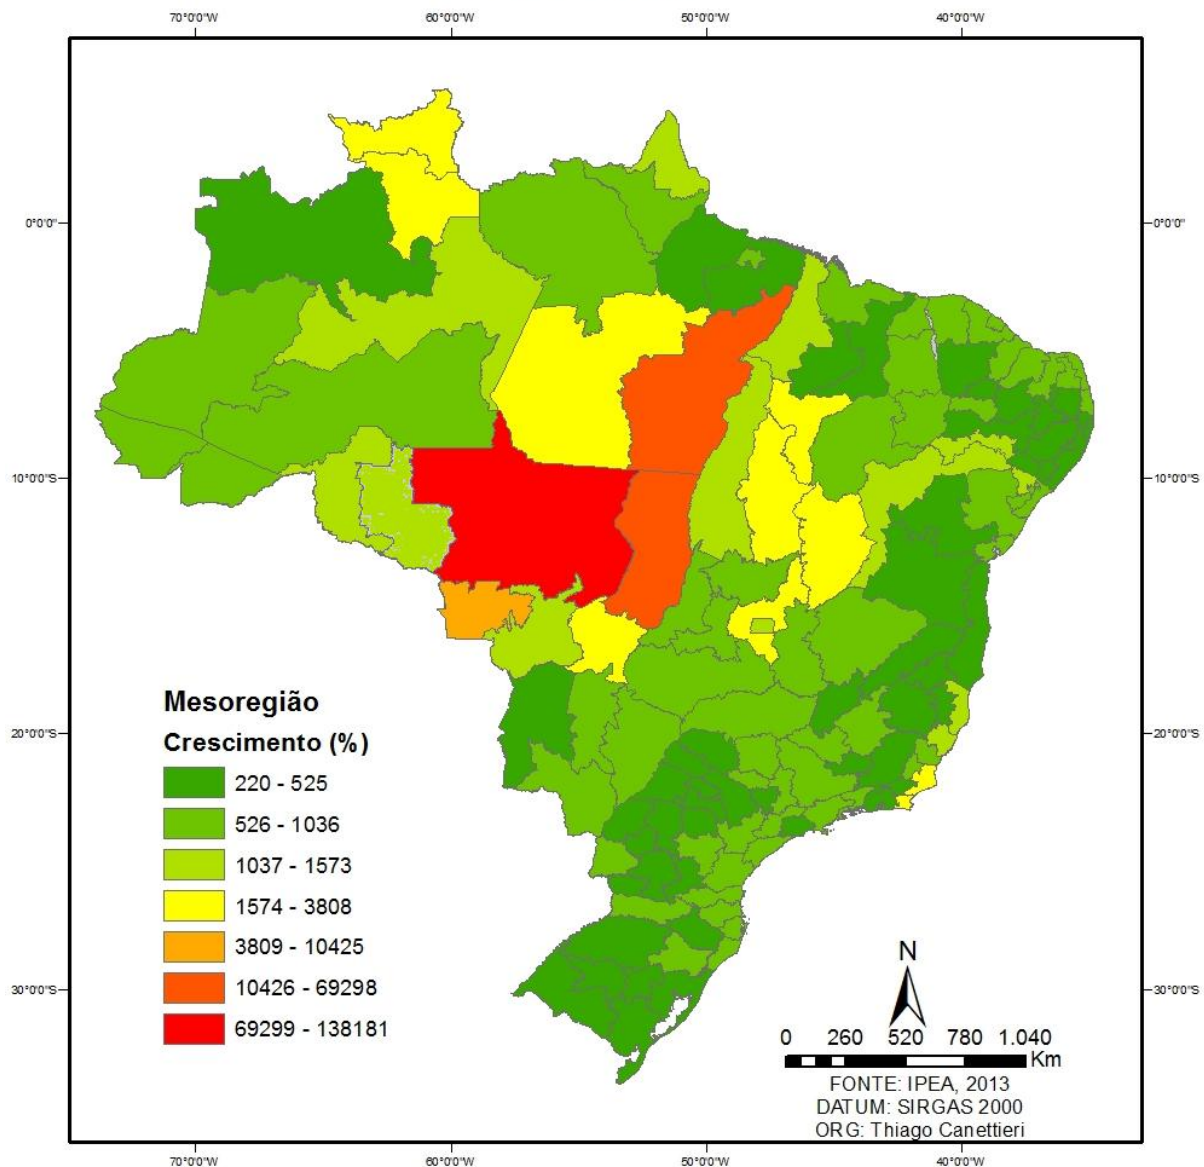 70°0'0"W 60°0'0"W 50°0'0"W 40°0'0"W
0°0'0" 0°0'0"
10°0'0"S 10°0'0"S
Mesoregião
Crescimento (%)
220 - 525
526 - 1036
1037 - 1573
1574 - 3808
3809 - 10425
10426 - 69298
69299 - 138181
20°0'0"S 20°0'0"S
30°0'0"S 30°0'0"S
N
0 260 520 780 1.040
Km
FONTE: IPEA, 2013
DATUM: SIRGAS 2000
ORG: Thiago Canettieri
70°0'0"W 60°0'0"W 50°0'0"W 40°0'0"W